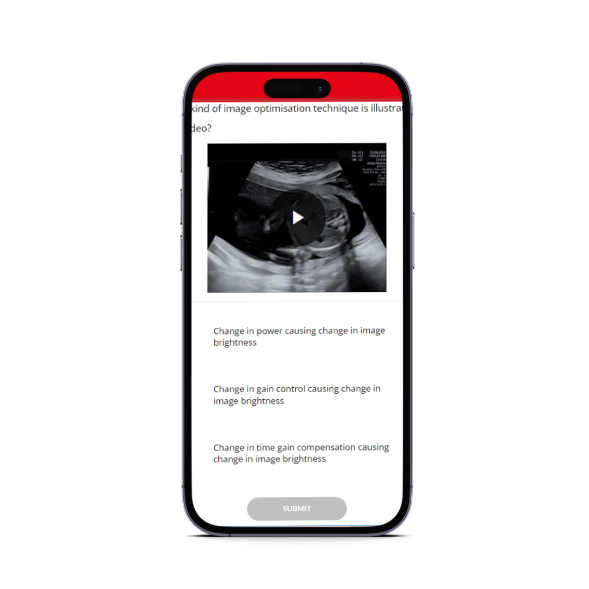 kind of image optimisation technique is illustrat
deo?
Change in power causing change in image
brightness
Change in gain control causing change in
image brightness
Change in time gain compensation causing
change in image brightness
SUBMIT